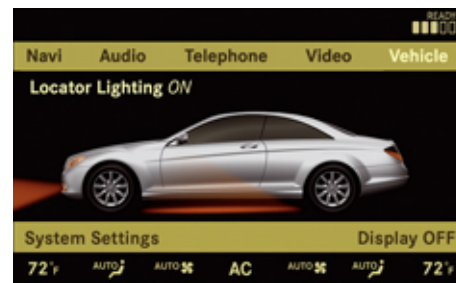 READY
Navi Audio Telephone Video Vehicle
Locator Lighting ON
System Settings Display OFF
72°F AUTO AUTO AC AUTO AUTO 72°F